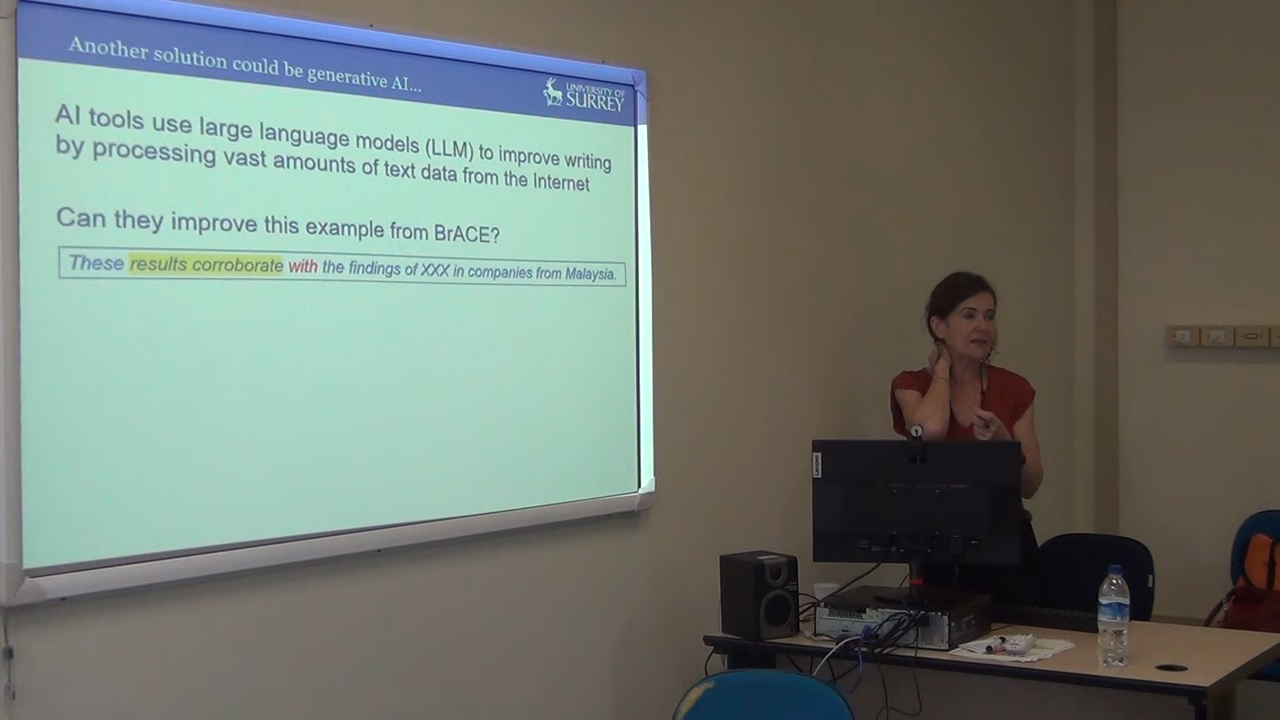 Another solution could be generative AI...
UNIVERSITY OF
SURREY
AI tools use large language models (LLM) to improve writing
by processing vast amounts of text data from the Internet
Can they improve this example from BrACE?
These results corroborate with the findings of XXX in companies from Malaysia.
Lenovo